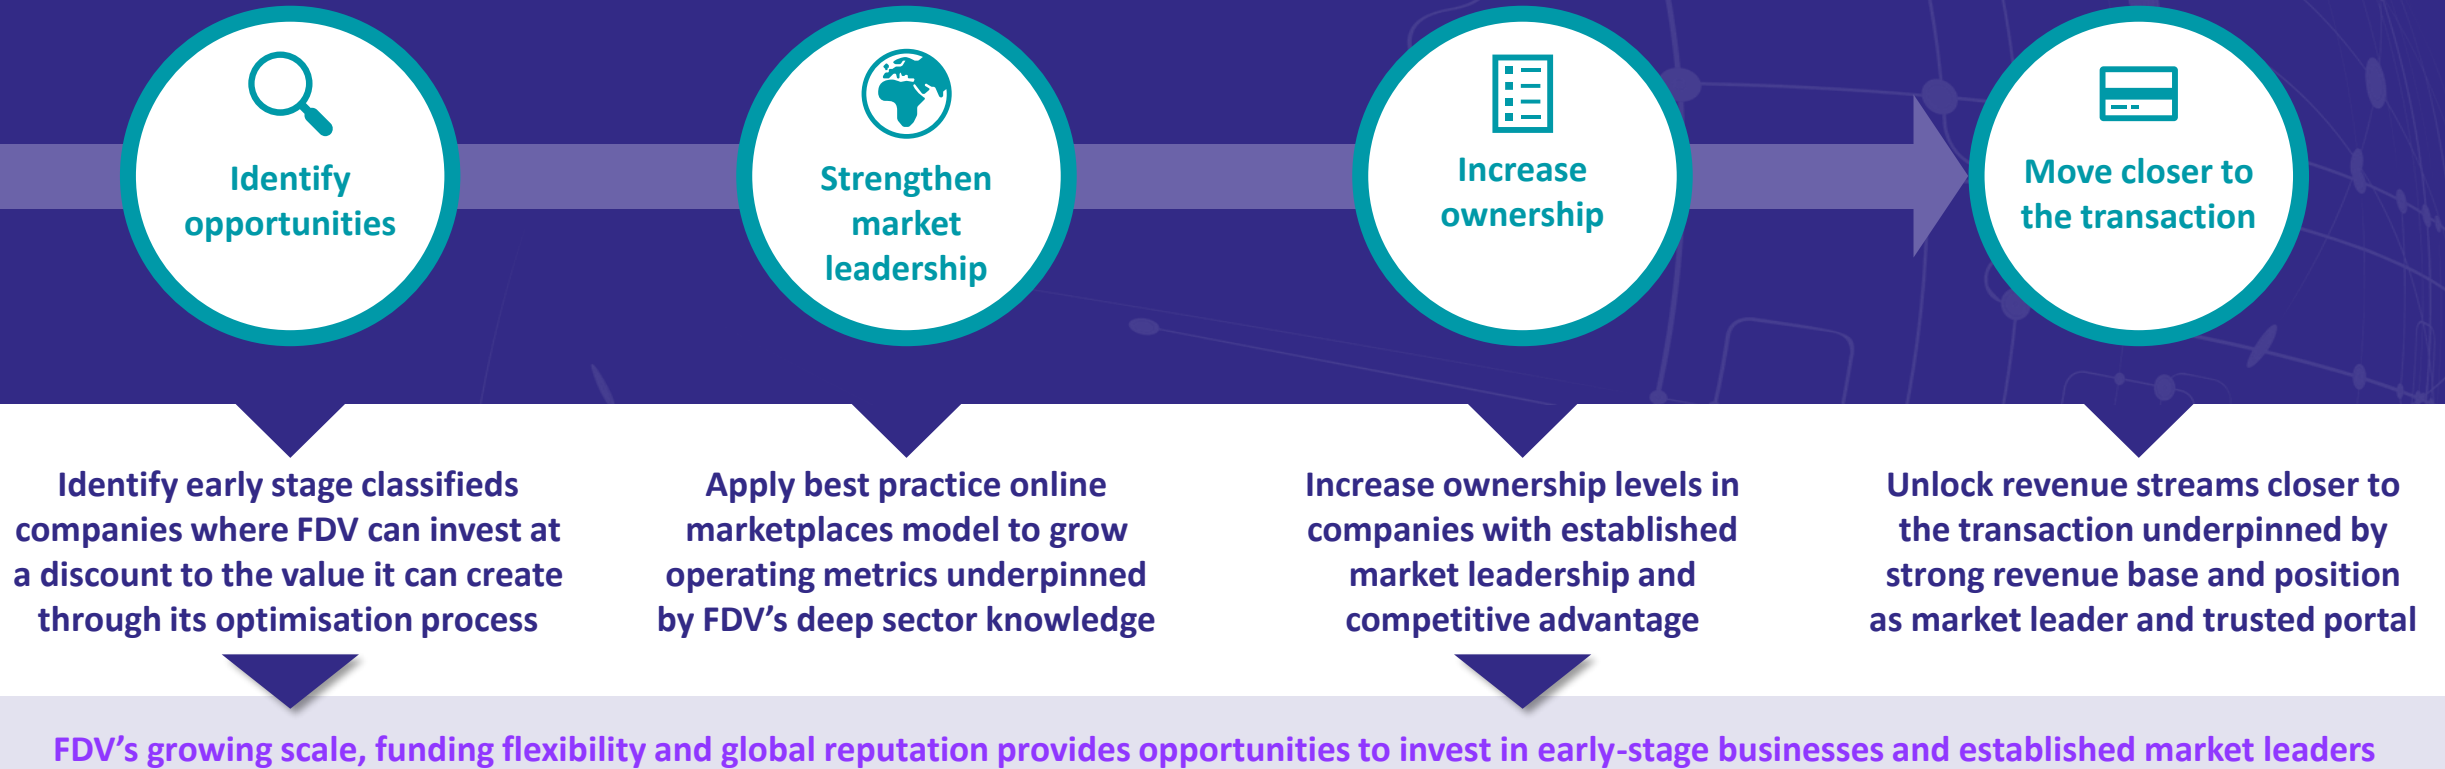 Identify
opportunities
Strengthen
market
leadership
Increase
ownership
Move closer to
the transaction
Identify early stage classifieds
companies where FDV can invest at
a discount to the value it can create
through its optimisation process
Apply best practice online
marketplaces model to grow
operating metrics underpinned
by FDV’s deep sector knowledge
Increase ownership levels in
companies with established
market leadership and
competitive advantage
Unlock revenue streams closer to
the transaction underpinned by
strong revenue base and position
as market leader and trusted portal
FDV’s growing scale, funding flexibility and global reputation provides opportunities to invest in early-stage businesses and established market leaders